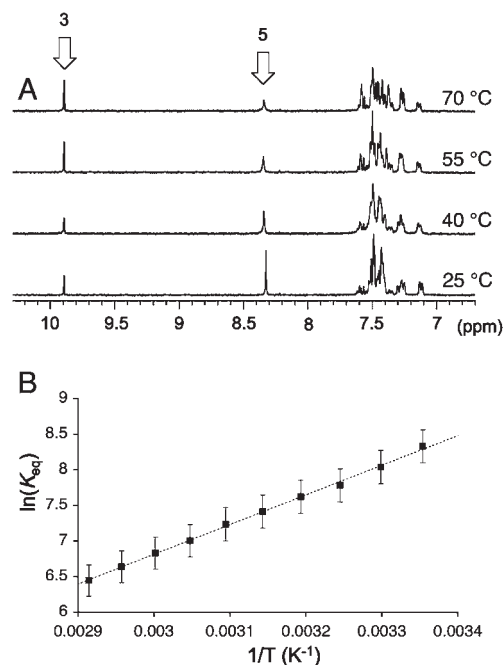 3
5
A
70 °C
55 °C
40 °C
25 °C
10 9.5 9 8.5 8 7.5 7 (ppm)
B
9
8.5
8
7.5
7
6.5
6
ln(Keq)
0.0029 0.003 0.0031 0.0032 0.0033 0.0034
1/T (K-1)